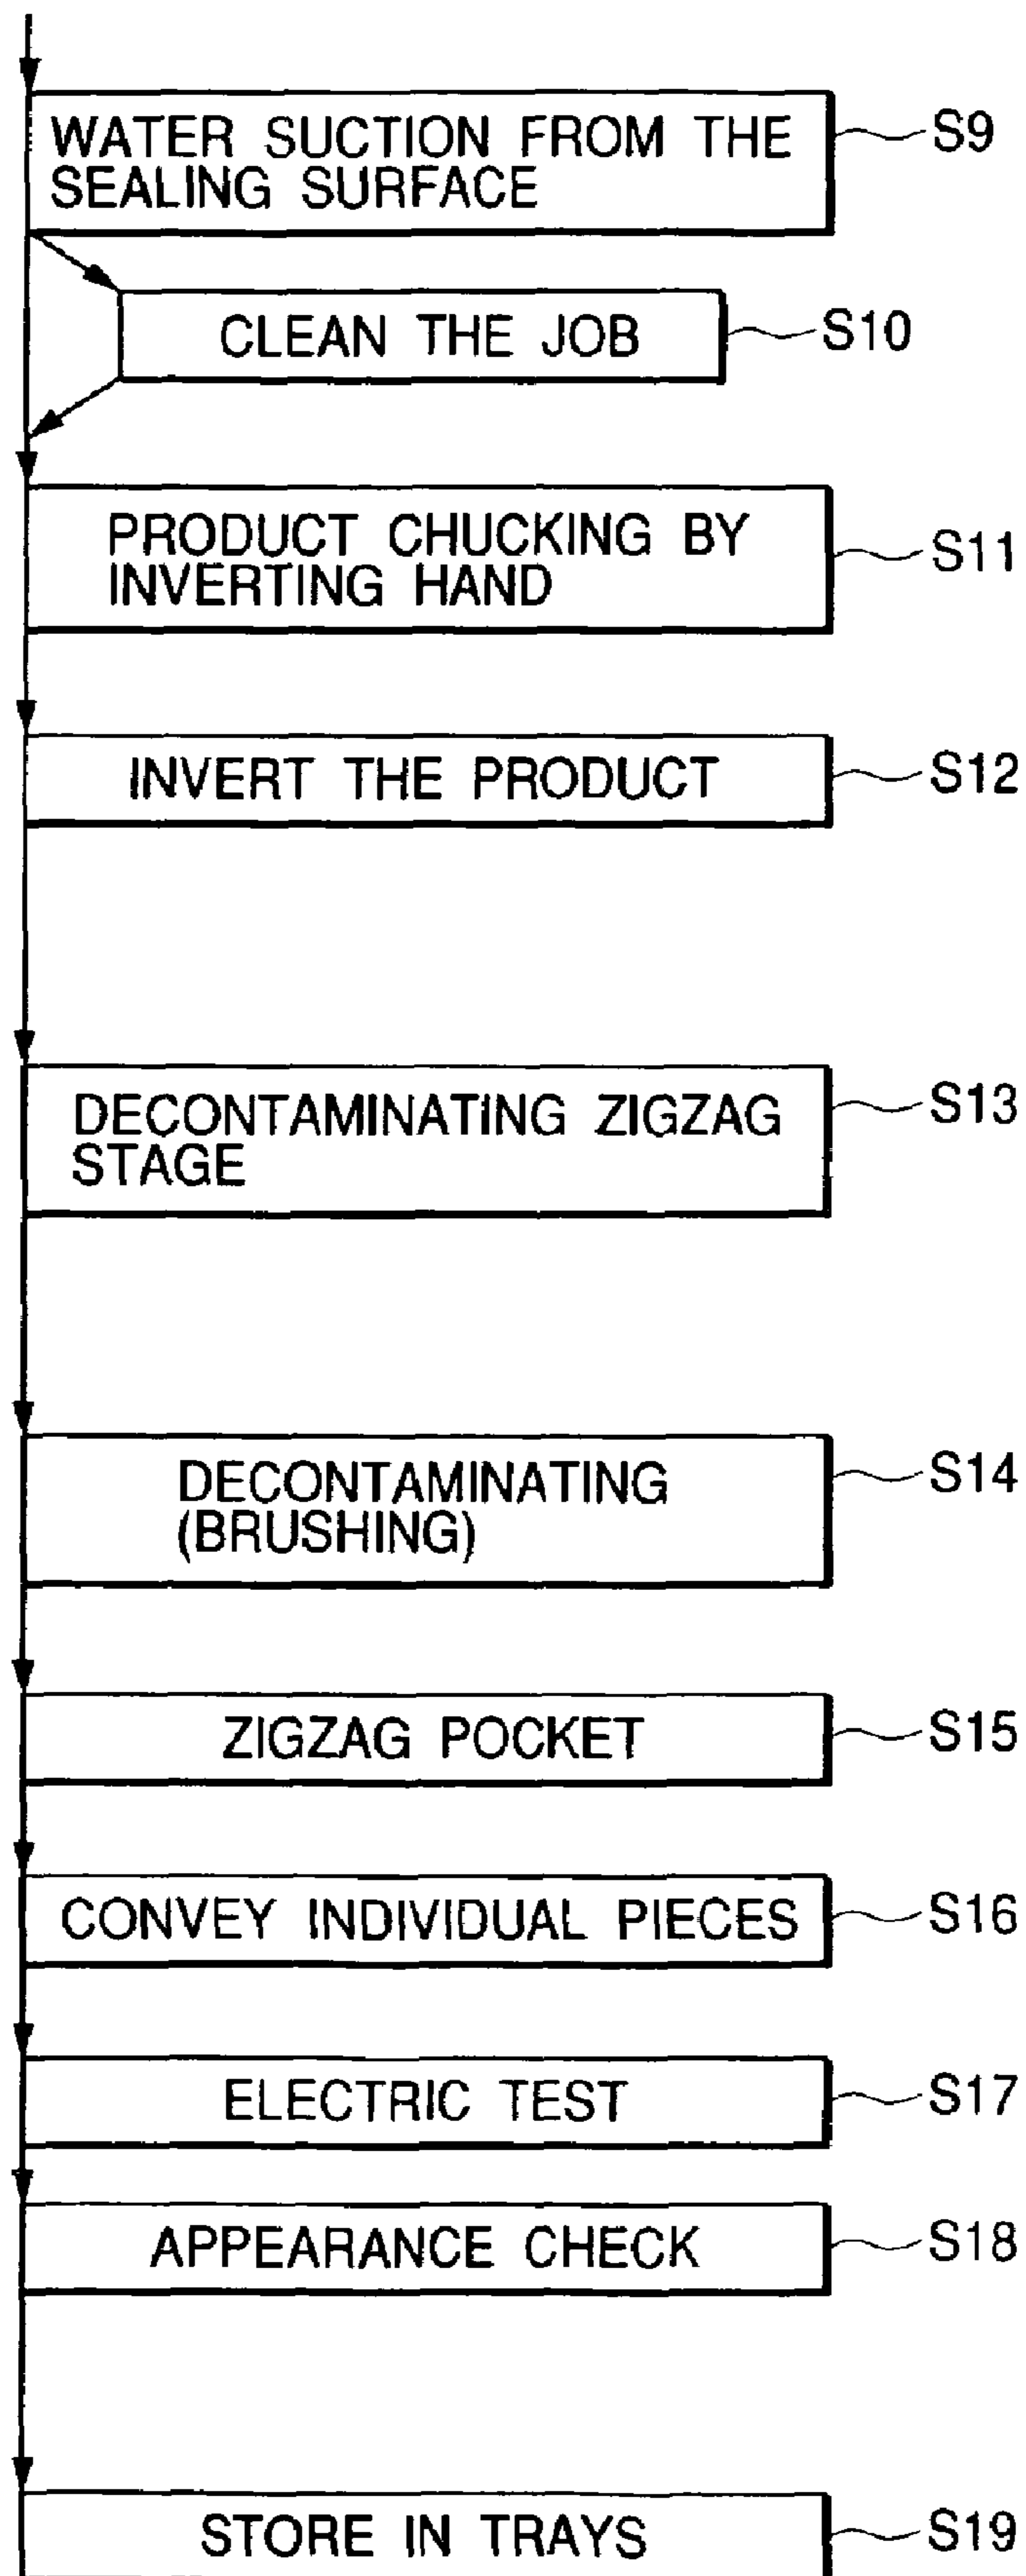 WATER SUCTION FROM THE
SEALING SURFACE
S9
CLEAN THE JOB
S10
PRODUCT CHUCKING BY
INVERTING HAND
S11
INVERT THE PRODUCT
S12
DECONTAMINATING ZIGZAG
STAGE
S13
DECONTAMINATING
(BRUSHING)
S14
ZIGZAG POCKET
S15
CONVEY INDIVIDUAL PIECES
S16
ELECTRIC TEST
S17
APPEARANCE CHECK
S18
STORE IN TRAYS
S19